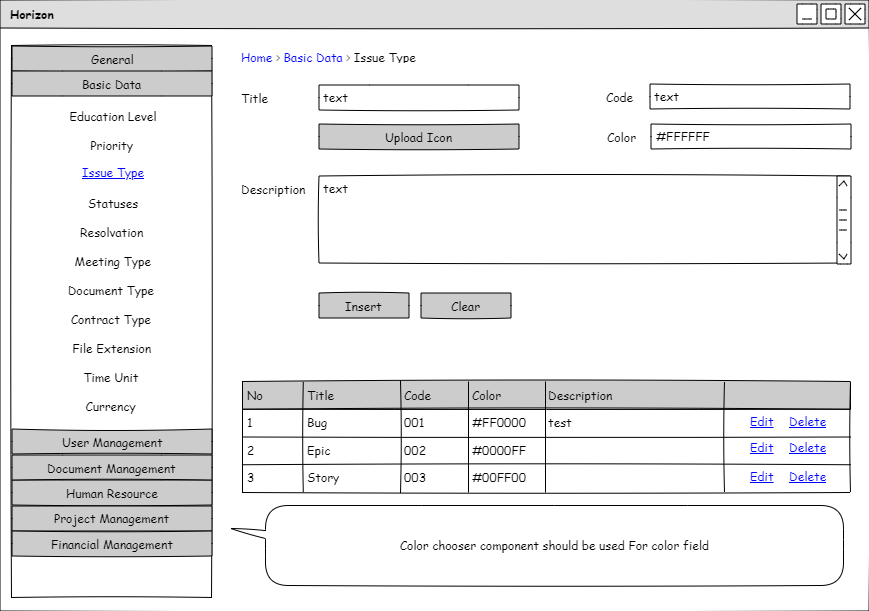 Horizon
General
Basic Data
Education Level
Priority
Issue Type
Statuses
Resolvation
Meeting Type
Document Type
Contract Type
File Extension
Time Unit
Currency
User Management
Document Management
Human Resource
Project Management
Financial Management
Home > Basic Data > Issue Type
Title text Code text
Upload Icon Color #FFFFFF
Description text
Insert Clear
No Title Code Color Description
1 Bug 001 #FF0000 test Edit Delete
2 Epic 002 #0000FF Edit Delete
3 Story 003 #00FF00 Edit Delete
Color chooser component should be used For color field